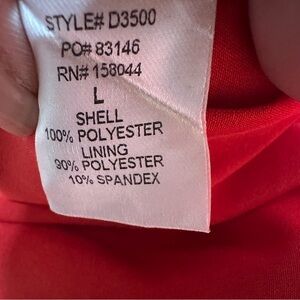 STYLE# D3500
PO# 83146
RN# 158044
L
SHELL
100% POLYESTER
LINING
90% POLYESTER
10% SPANDEX